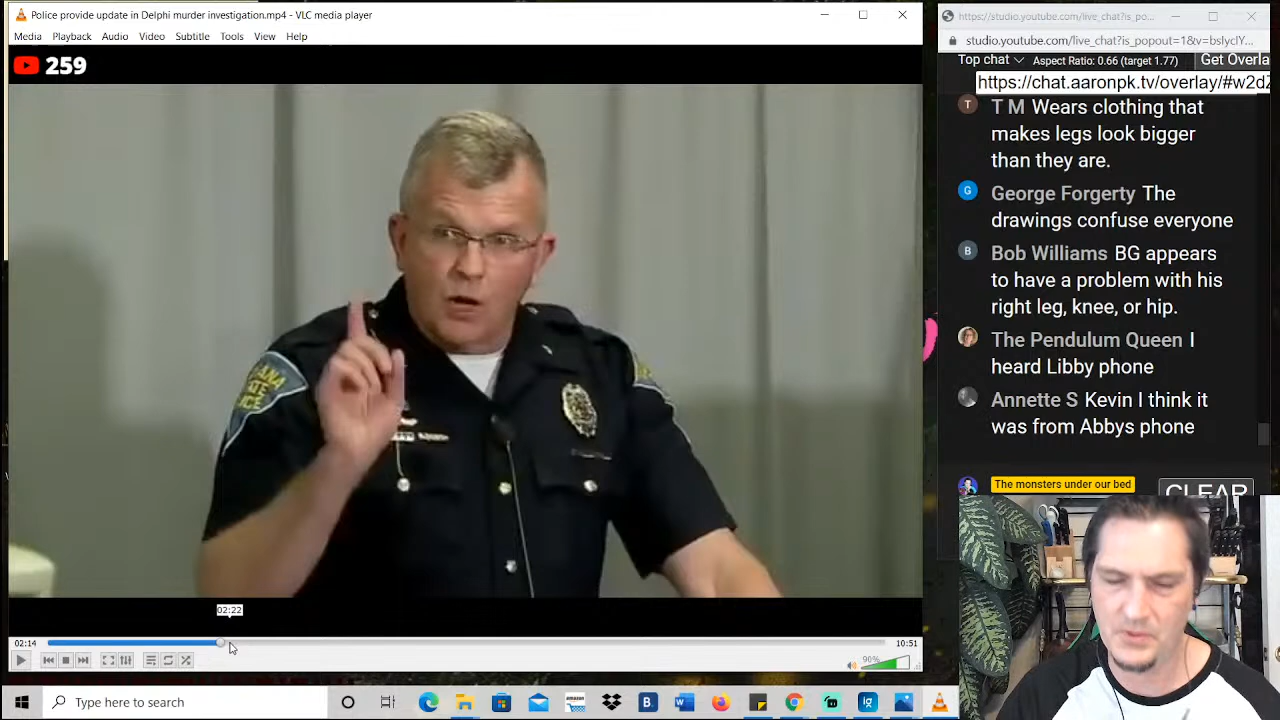 Police provide update in Delphi murder investigation.mp4 - VLC media player
Media Playback Audio Video Subtitle Tools View Help
259
02:22
02:14
10:51
90%
Type here to search
https://studio.youtube.com/live_chat?is_po...
studio.youtube.com/live_chat?is_popout=1&v=bslyclY...
Top chat
Aspect Ratio: 0.66 (target 1.77)
Get Overla
https://chat.aaronpk.tv/overlay/#w2dZ
T M Wears clothing that
makes legs look bigger
than they are.
George Forgerty The
drawings confuse everyone
Bob Williams BG appears
to have a problem with his
right leg, knee, or hip.
The Pendulum Queen I
heard Libby phone
Annette S Kevin I think it
was from Abbys phone
The monsters under our bed
CLEAR